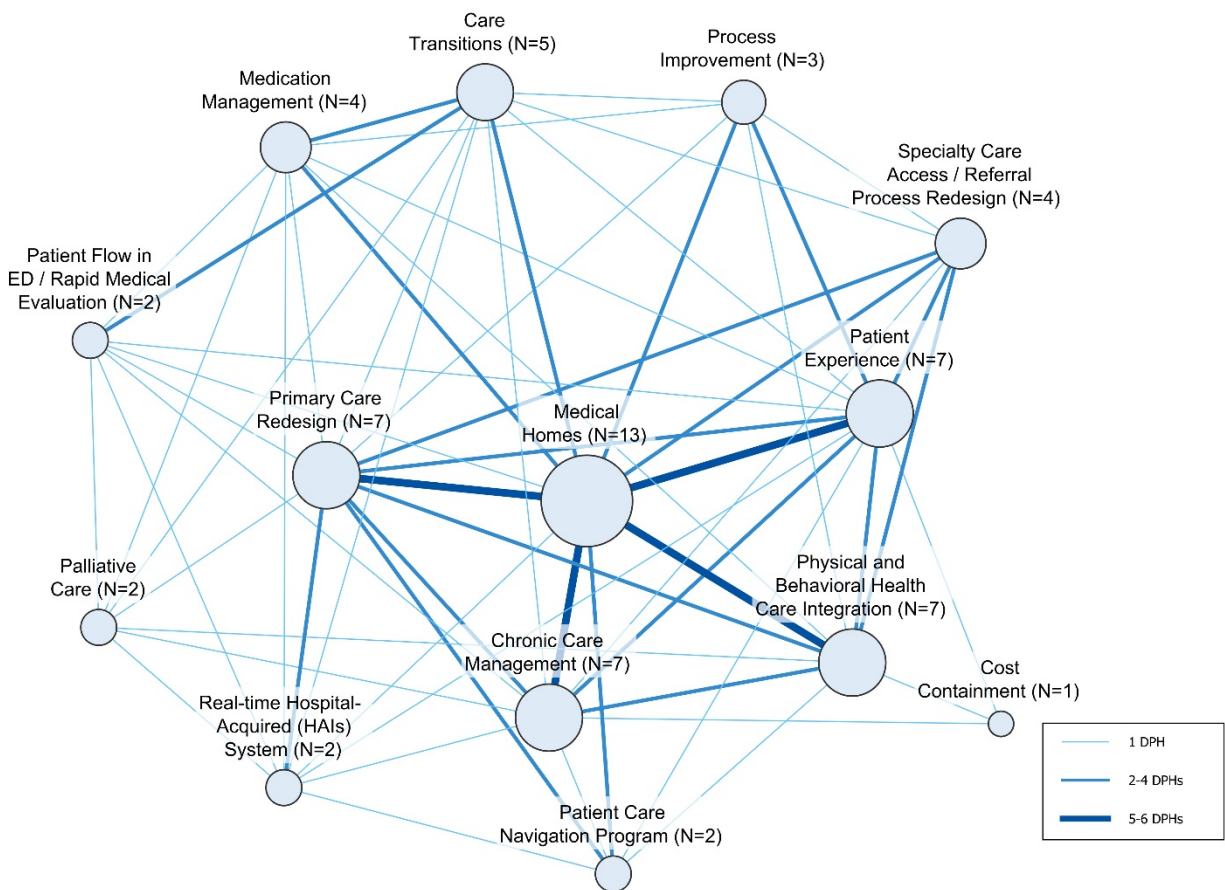 Care
Transitions (N=5)
Process
Improvement (N=3)
Medication
Management (N=4)
Specialty Care
Access / Referral
Process Redesign (N=4)
Patient Flow in
ED / Rapid Medical
Evaluation (N=2)
Patient
Experience (N=7)
Primary Care
Redesign (N=7)
Medical
Homes (N=13)
Palliative
Care (N=2)
Physical and
Behavioral Health
Care Integration (N=7)
Chronic Care
Management (N=7)
Cost
Containment (N=1)
Real-time Hospital-
Acquired (HAIs)
System (N=2)
Patient Care
Navigation Program (N=2)
1 DPH
2-4 DPHs
5-6 DPHs